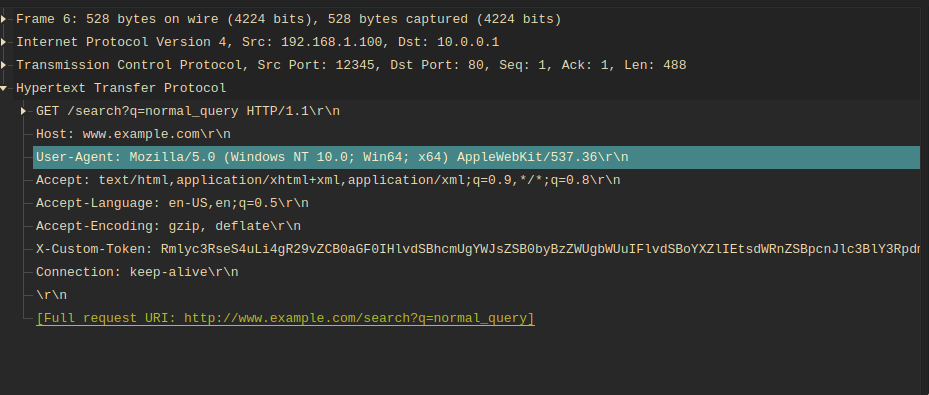 Frame 6: 528 bytes on wire (4224 bits), 528 bytes captured (4224 bits)
Internet Protocol Version 4, Src: 192.168.1.100, Dst: 10.0.0.1
Transmission Control Protocol, Src Port: 12345, Dst Port: 80, Seq: 1, Ack: 1, Len: 488
Hypertext Transfer Protocol
GET /search?q=normal_query HTTP/1.1\r\n
Host: www.example.com\r\n
User-Agent: Mozilla/5.0 (Windows NT 10.0; Win64; x64) AppleWebKit/537.36\r\n
Accept: text/html,application/xhtml+xml,application/xml;q=0.9,*/*;q=0.8\r\n
Accept-Language: en-US,en;q=0.5\r\n
Accept-Encoding: gzip, deflate\r\n
X-Custom-Token: Rmlyc3RseS4uLi4gR29vZCB0aGF0IHlvdSBhcmUgYWJsZSB0byBzZWUgbWUuIFlvdSBoYXZlIEtsdWRnZSBpcnJlc3BlY3Rpdm
Connection: keep-alive\r\n
\r\n
[Full request URI: http://www.example.com/search?q=normal_query]